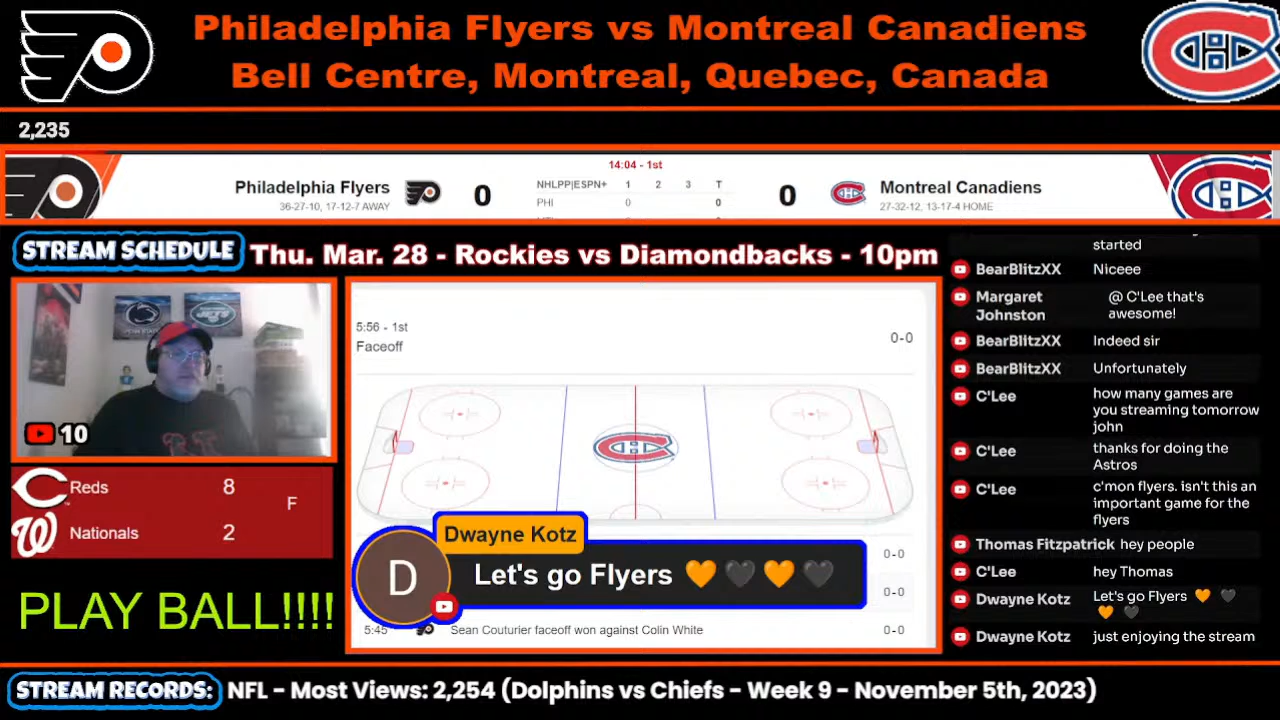 Philadelphia Flyers vs Montreal Canadiens
Bell Centre, Montreal, Quebec, Canada
2,235
14:04 - 1st
Philadelphia Flyers
36-27-10, 17-12-7 AWAY
0
NHLPP|ESPN+ 1 2 3 T
PHI 0 0
0
Montreal Canadiens
27-32-12, 13-17-4 HOME
STREAM SCHEDULE
Thu. Mar. 28 - Rockies vs Diamondbacks - 10pm
PENN STATE
JETS
10
Reds 8
F
Nationals 2
PLAY BALL!!!!
5:56 - 1st
Faceoff
0-0
Dwayne Kotz
D
Let's go Flyers 🧡 🖤 🧡 🖤
0-0
0-0
5:45 Sean Couturier faceoff won against Colin White 0-0
started
BearBlitzXX Niceee
Margaret Johnston @ C'Lee that's
awesome!
BearBlitzXX Indeed sir
BearBlitzXX Unfortunately
C'Lee how many games are
you streaming tomorrow
john
C'Lee thanks for doing the
Astros
C'Lee c'mon flyers. isn't this an
important game for the
flyers
Thomas Fitzpatrick hey people
C'Lee hey Thomas
Dwayne Kotz Let's go Flyers 🧡 🖤
🧡 🖤
Dwayne Kotz just enjoying the stream
STREAM RECORDS:
NFL - Most Views: 2,254 (Dolphins vs Chiefs - Week 9 - November 5th, 2023)